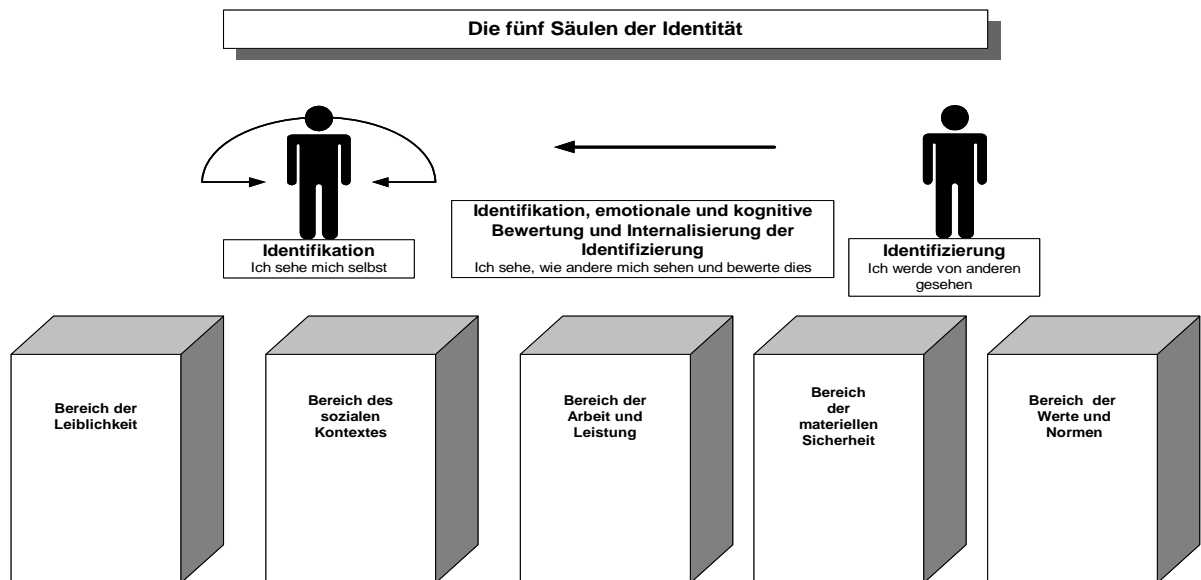 Die fünf Säulen der Identität
Identifikation
Ich sehe mich selbst
Identifikation, emotionale und kognitive
Bewertung und Internalisierung der
Identifizierung
Ich sehe, wie andere mich sehen und bewerte dies
Identifizierung
Ich werde von anderen
gesehen
Bereich der
Leiblichkeit
Bereich des
sozialen
Kontextes
Bereich der
Arbeit und
Leistung
Bereich
der
materiellen
Sicherheit
Bereich der
Werte und
Normen